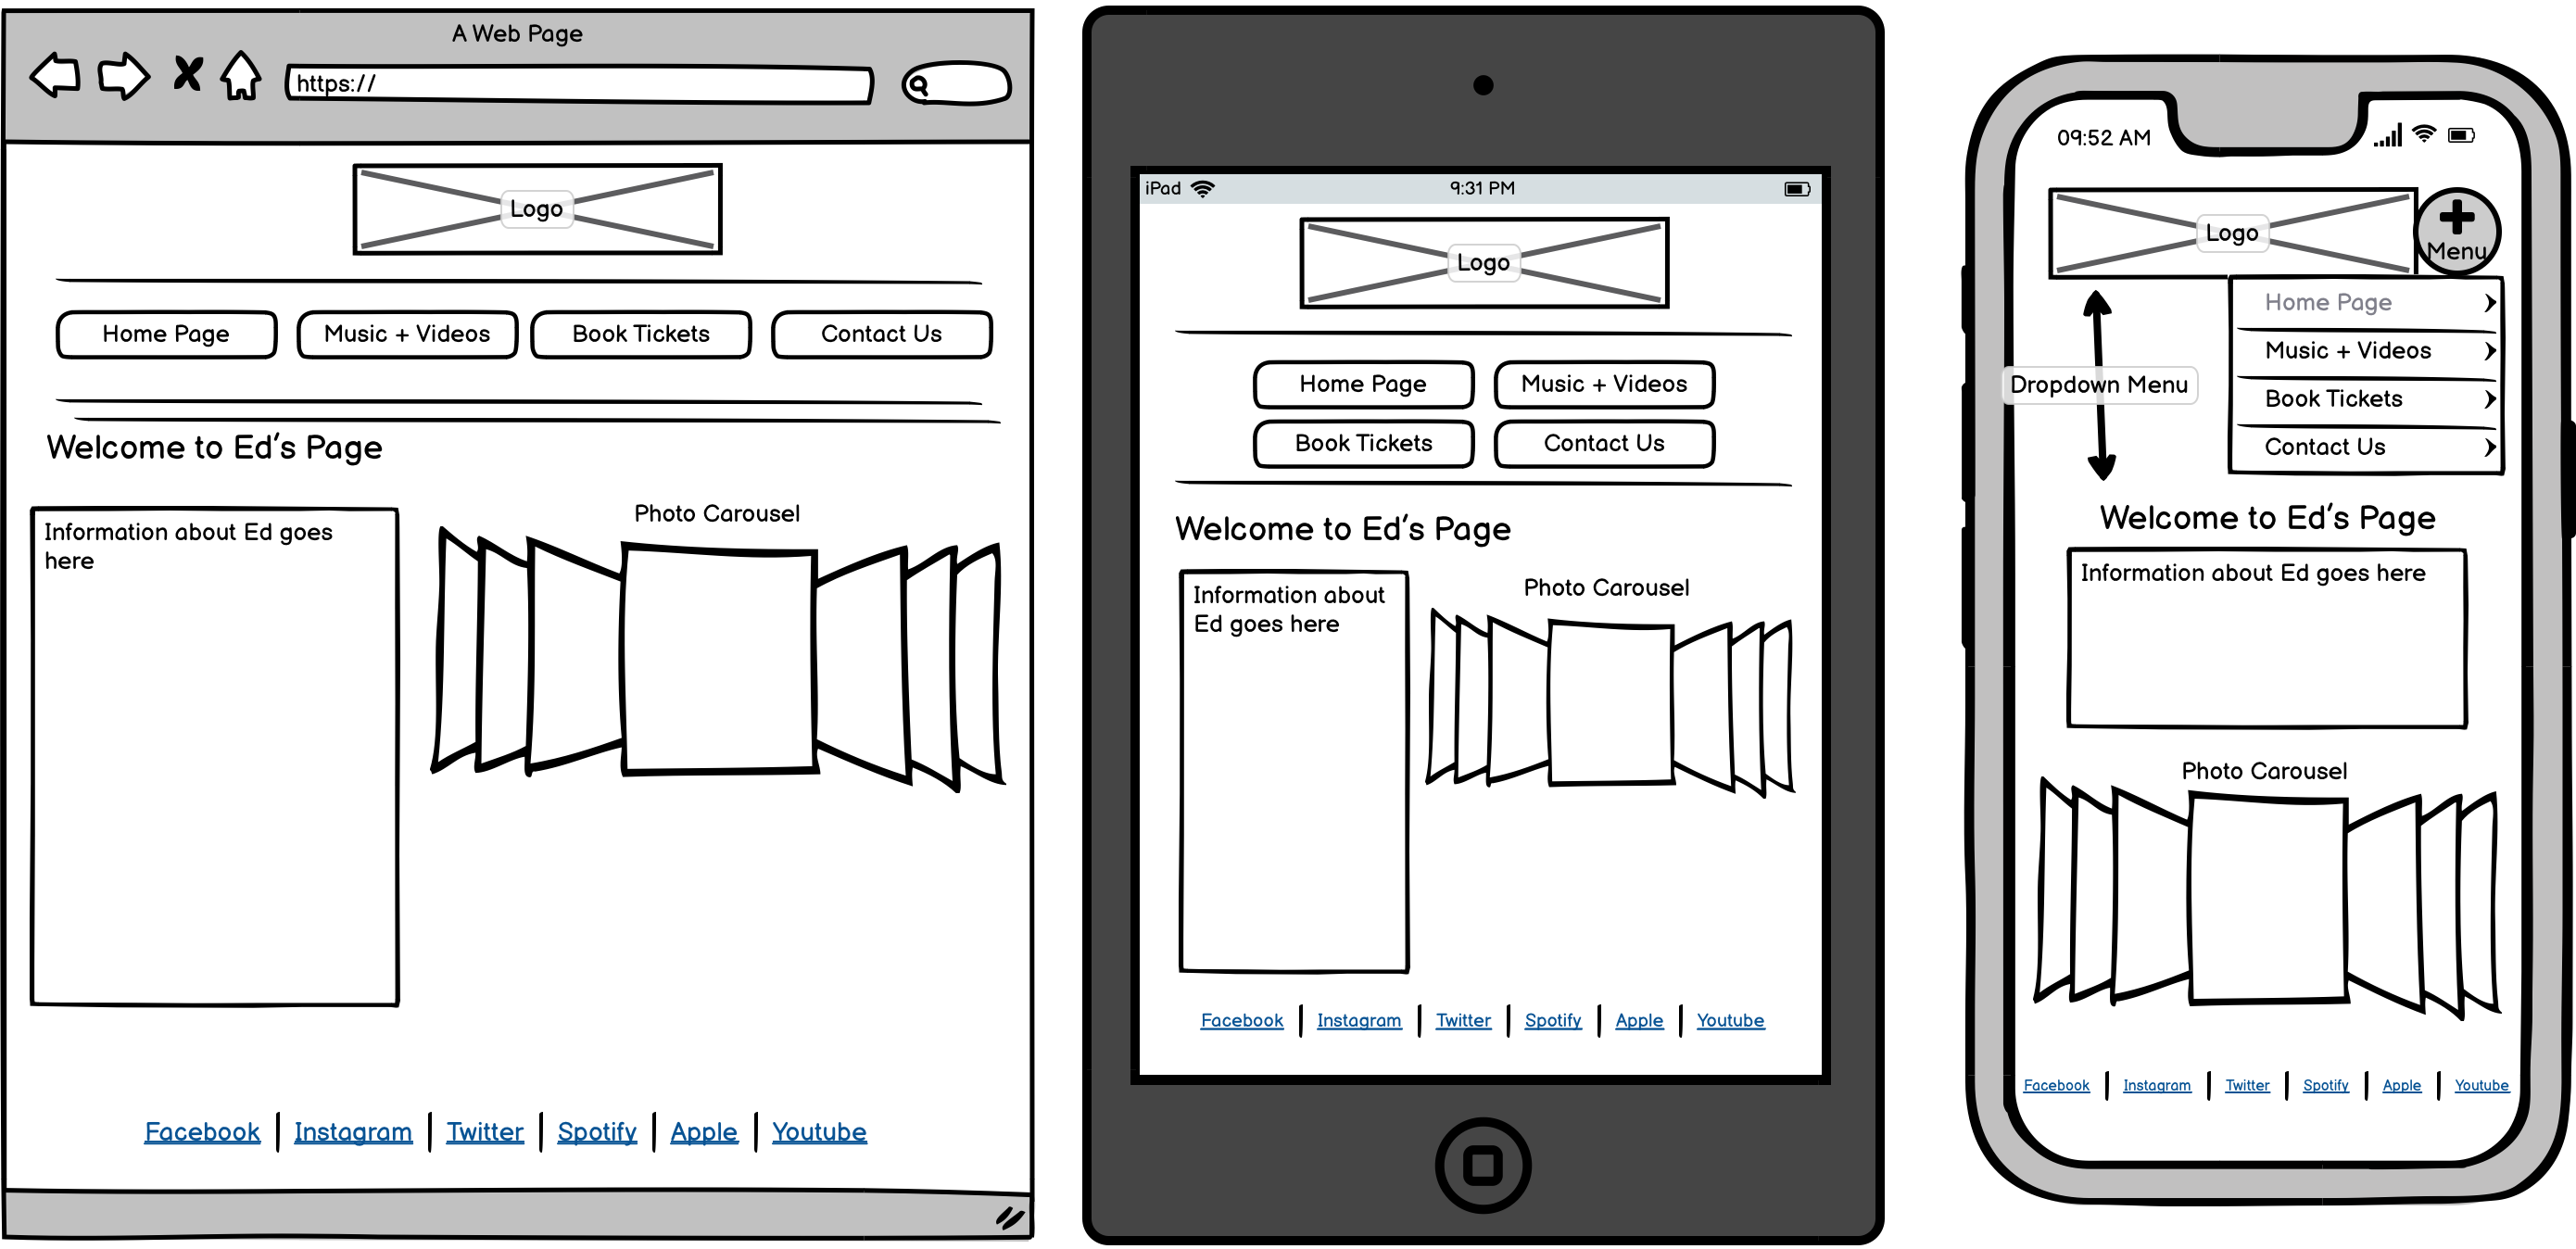 A Web Page
https://
Logo
Home Page
Music + Videos
Book Tickets
Contact Us
Welcome to Ed's Page
Information about Ed goes
here
Photo Carousel
Facebook
Instagram
Twitter
Spotify
Apple
Youtube
iPad
9:31 PM
Logo
Home Page
Music + Videos
Book Tickets
Contact Us
Welcome to Ed's Page
Information about
Ed goes here
Photo Carousel
Facebook
Instagram
Twitter
Spotify
Apple
Youtube
09:52 AM
Logo
Menu
Home Page
Music + Videos
Book Tickets
Contact Us
Dropdown Menu
Welcome to Ed's Page
Information about Ed goes here
Photo Carousel
Facebook
Instagram
Twitter
Spotify
Apple
Youtube